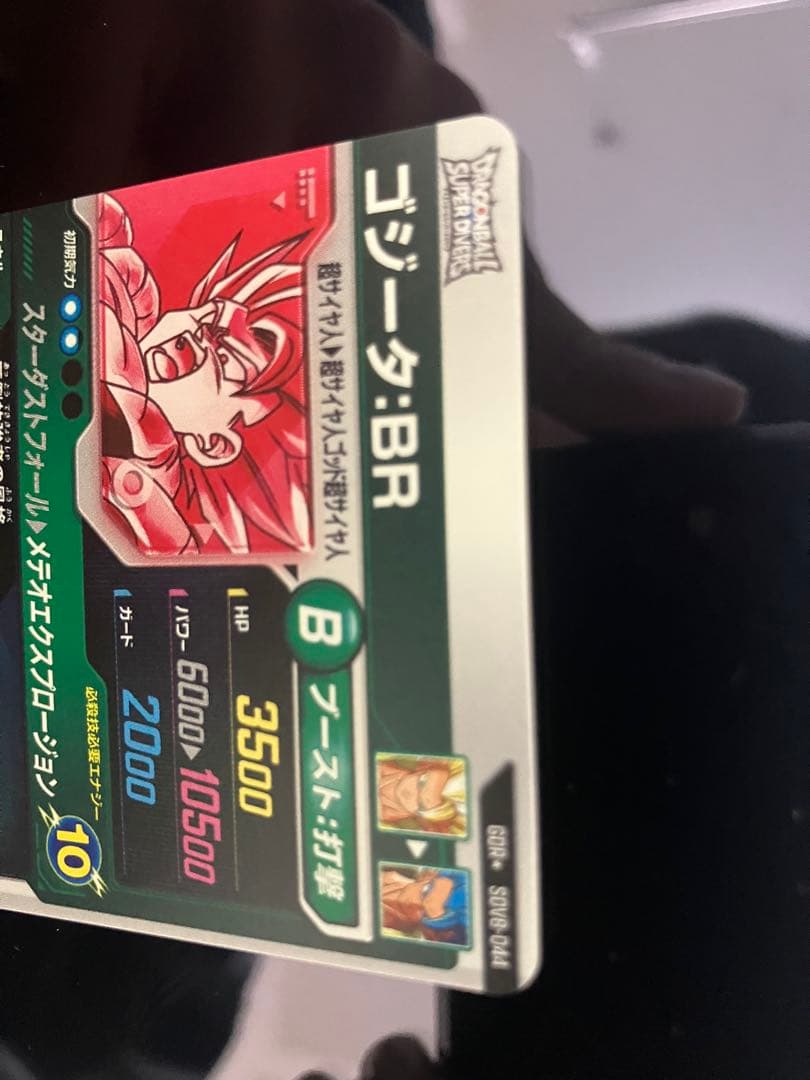 DRAGONBALL
SUPER DIVERS
GDR★ SDV8-044
ゴジータ:BR
超サイヤ人▶超サイヤ人ゴッド超サイヤ人
B ブースト:打撃
HP 3500
パワー 6000▶10500
ガード 2000
初期気力
必殺技必要エナジー
スターダストフォール▶メテオエクスプロージョン 10